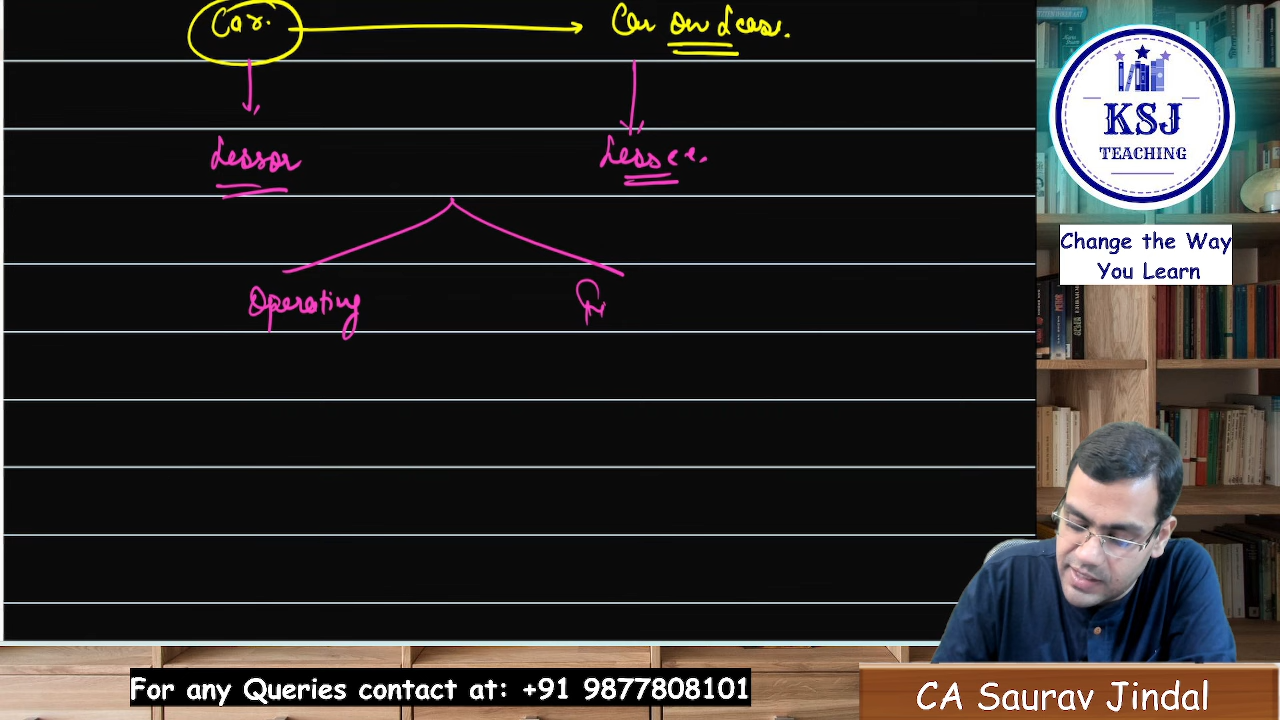 Car.
Car on Lease.
Lessor
Lessee.
Operating
Fin
KSJ
TEACHING
Change the Way
You Learn
For any Queries contact at: +91 9877808101
CA Saurav Jindal